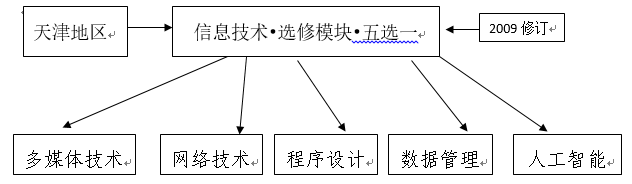 天津地区
信息技术•选修模块•五选一
2009 修订
多媒体技术
网络技术
程序设计
数据管理
人工智能